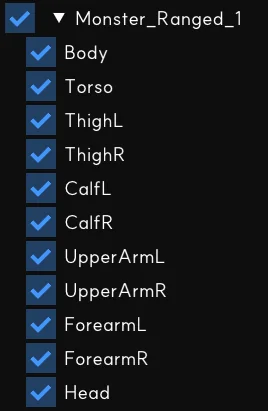 Monster_Ranged_1
Body
Torso
ThighL
ThighR
CalfL
CalfR
UpperArmL
UpperArmR
ForearmL
ForearmR
Head